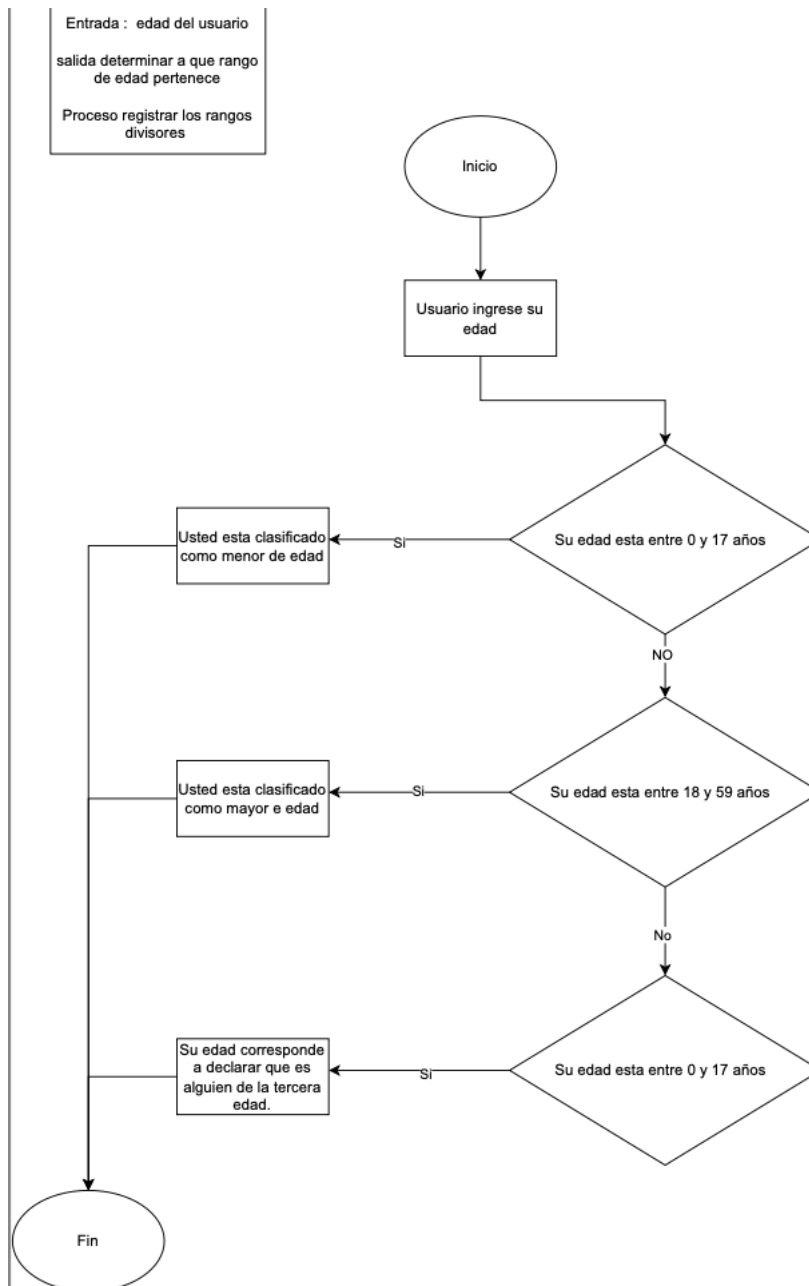 Entrada :  edad del usuario
salida determinar a que rango
de edad pertenece
Proceso registrar los rangos
divisores
Inicio
Usuario ingrese su
edad
Su edad esta entre 0 y 17 años
Si
Usted esta clasificado
como menor de edad
NO
Su edad esta entre 18 y 59 años
Si
Usted esta clasificado
como mayor e edad
No
Su edad esta entre 0 y 17 años
Si
Su edad corresponde
a declarar que es
alguien de la tercera
edad.
Fin